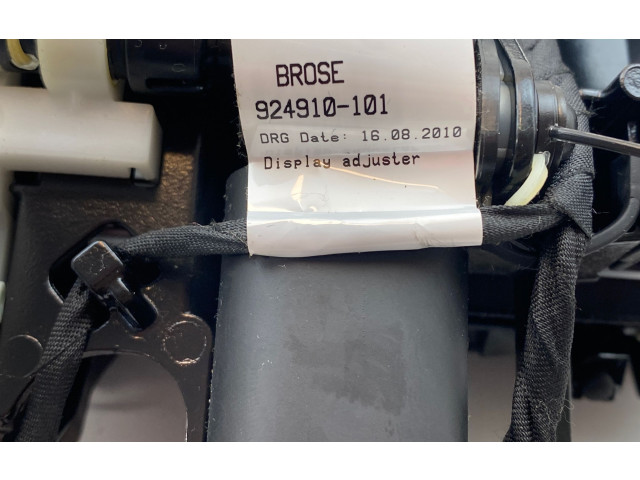 BROSE
924910-101
DRG Date: 16.08.2010
Display adjuster